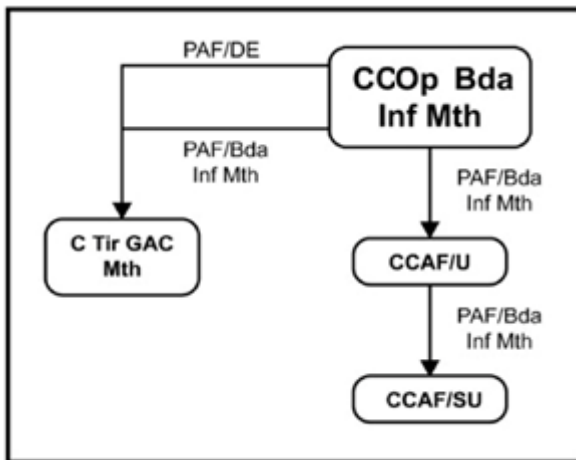 PAF/DE
CCOp Bda
Inf Mth
PAF/Bda
Inf Mth
PAF/Bda
Inf Mth
C Tir GAC
Mth
CCAF/U
PAF/Bda
Inf Mth
CCAF/SU